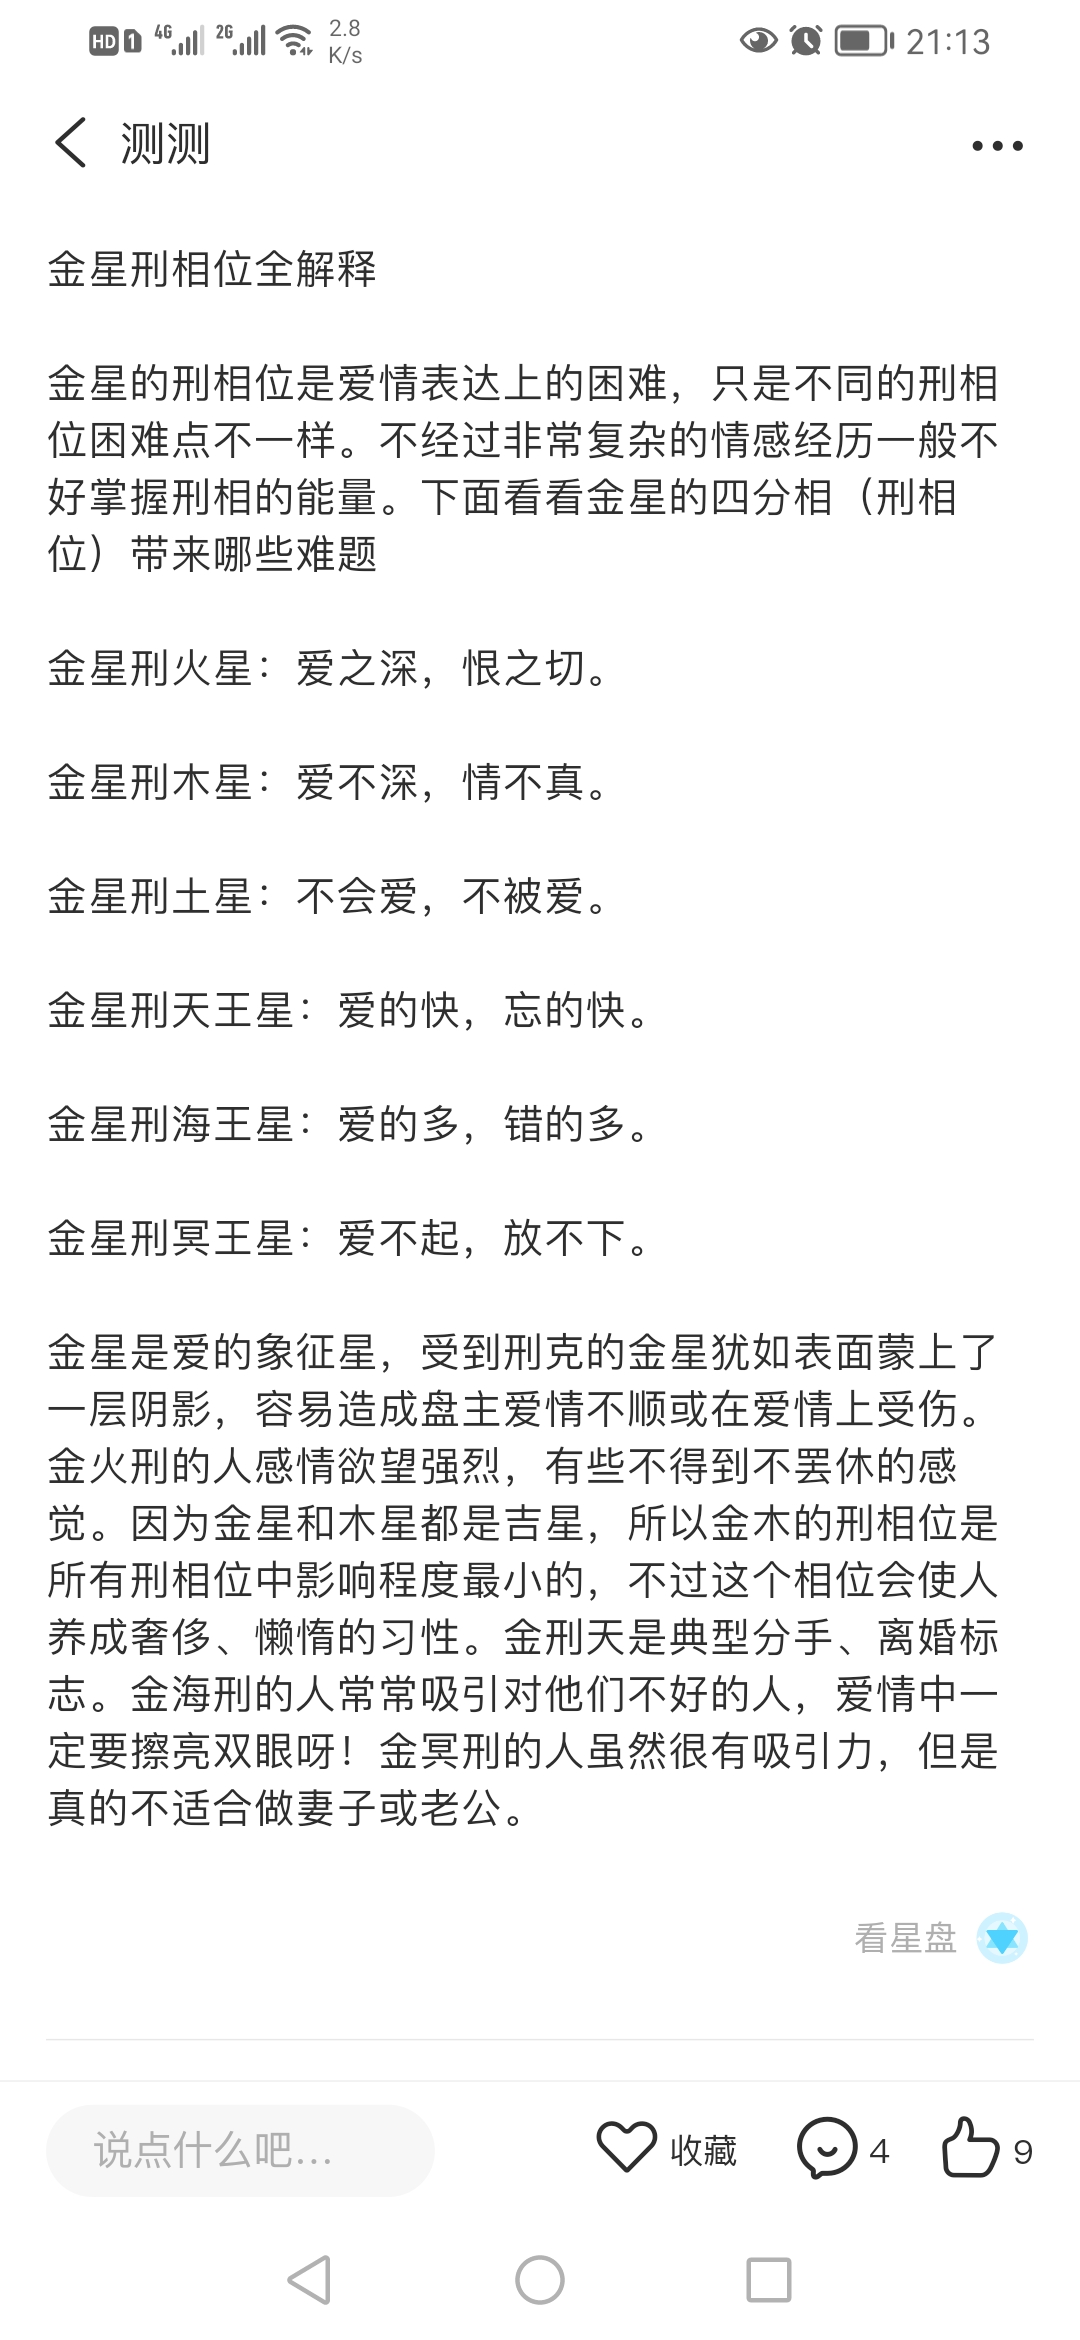 HD 1 4G 2G 2.8 K/s 21:13
测测
金星刑相位全解释
金星的刑相位是爱情表达上的困难，只是不同的刑相
位困难点不一样。不经过非常复杂的情感经历一般不
好掌握刑相的能量。下面看看金星的四分相（刑相
位）带来哪些难题
金星刑火星：爱之深，恨之切。
金星刑木星：爱不深，情不真。
金星刑土星：不会爱，不被爱。
金星刑天王星：爱的快，忘的快。
金星刑海王星：爱的多，错的多。
金星刑冥王星：爱不起，放不下。
金星是爱的象征星，受到刑克的金星犹如表面蒙上了
一层阴影，容易造成盘主爱情不顺或在爱情上受伤。
金火刑的人感情欲望强烈，有些不得到不罢休的感
觉。因为金星和木星都是吉星，所以金木的刑相位是
所有刑相位中影响程度最小的，不过这个相位会使人
养成奢侈、懒惰的习性。金刑天是典型分手、离婚标
志。金海刑的人常常吸引对他们不好的人，爱情中一
定要擦亮双眼呀！金冥刑的人虽然很有吸引力，但是
真的不适合做妻子或老公。
看星盘
说点什么吧... 收藏 4 9